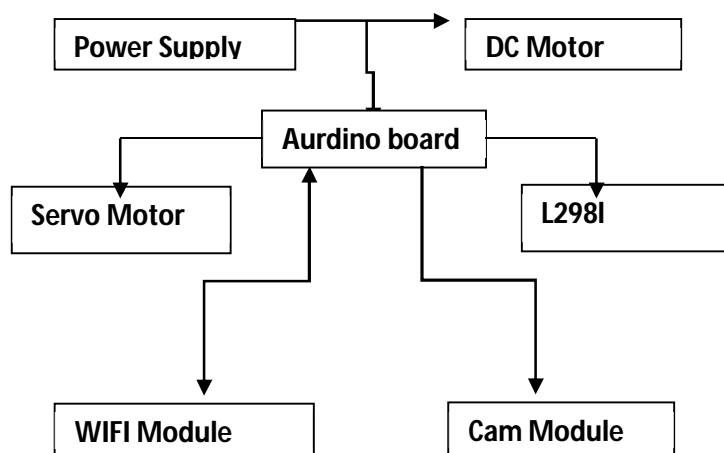 Power Supply
DC Motor
Aurdino board
Servo Motor
L298I
WIFI Module
Cam Module